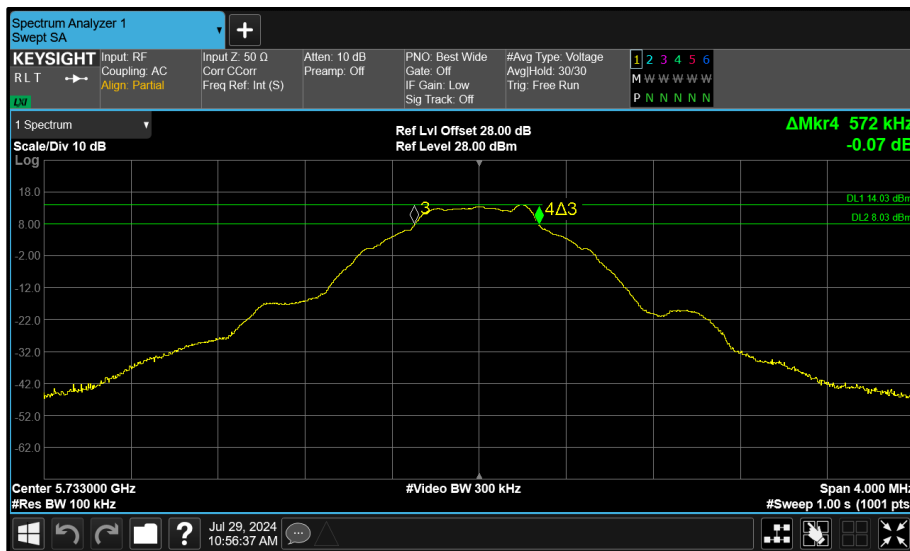 Spectrum Analyzer 1
Swept SA
KEYSIGHT
R L T
LXI
Input: RF
Coupling: AC
Align: Partial
Input Z: 50 Ω
Corr CCorr
Freq Ref: Int (S)
Atten: 10 dB
Preamp: Off
PNO: Best Wide
Gate: Off
IF Gain: Low
Sig Track: Off
#Avg Type: Voltage
Avg|Hold: 30/30
Trig: Free Run
1 2 3 4 5 6
M W W W W W
P N N N N N
1 Spectrum
Scale/Div 10 dB
Ref Lvl Offset 28.00 dB
Ref Level 28.00 dBm
ΔMkr4 572 kHz
-0.07 dB
Log
18.0
8.00
-2.00
-12.0
-22.0
-32.0
-42.0
-52.0
-62.0
3
4Δ3
DL1 14.03 dBm
DL2 8.03 dBm
Center 5.733000 GHz
#Video BW 300 kHz
Span 4.000 MHz
#Res BW 100 kHz
#Sweep 1.00 s (1001 pts
Jul 29, 2024
10:56:37 AM